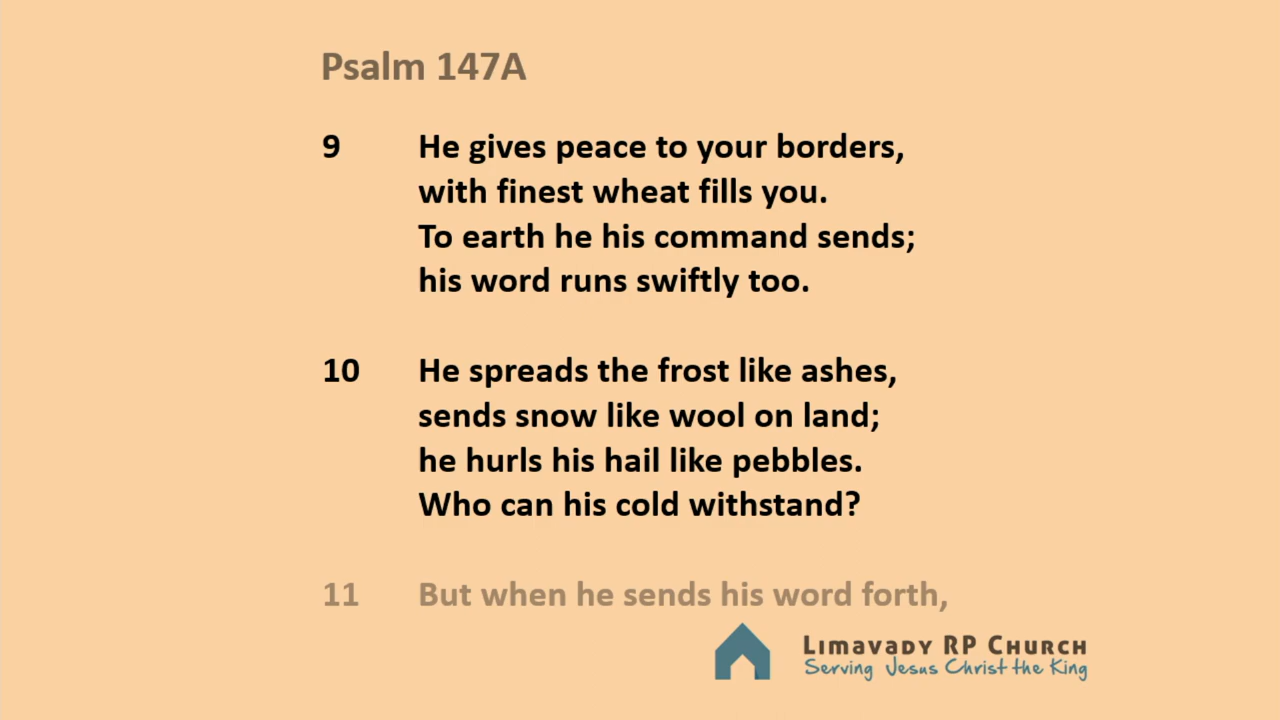 Psalm 147A
9 He gives peace to your borders,
with finest wheat fills you.
To earth he his command sends;
his word runs swiftly too.
10 He spreads the frost like ashes,
sends snow like wool on land;
he hurls his hail like pebbles.
Who can his cold withstand?
11 But when he sends his word forth,
Limavady RP Church
Serving Jesus Christ the King